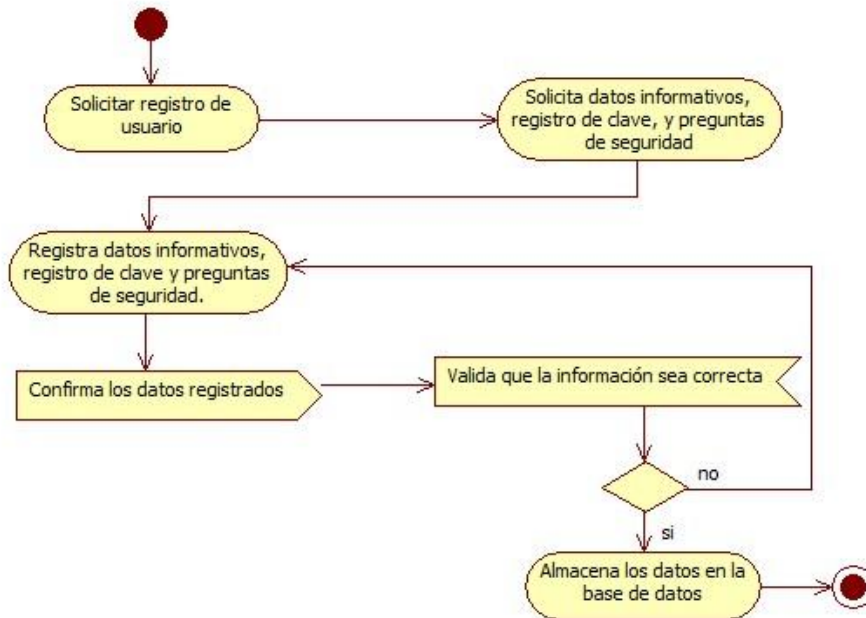 Solicitar registro de
usuario
Solicita datos informativos,
registro de clave, y preguntas
de seguridad
Registra datos informativos,
registro de clave y preguntas
de seguridad.
Confirma los datos registrados
Valida que la información sea correcta
no
si
Almacena los datos en la
base de datos